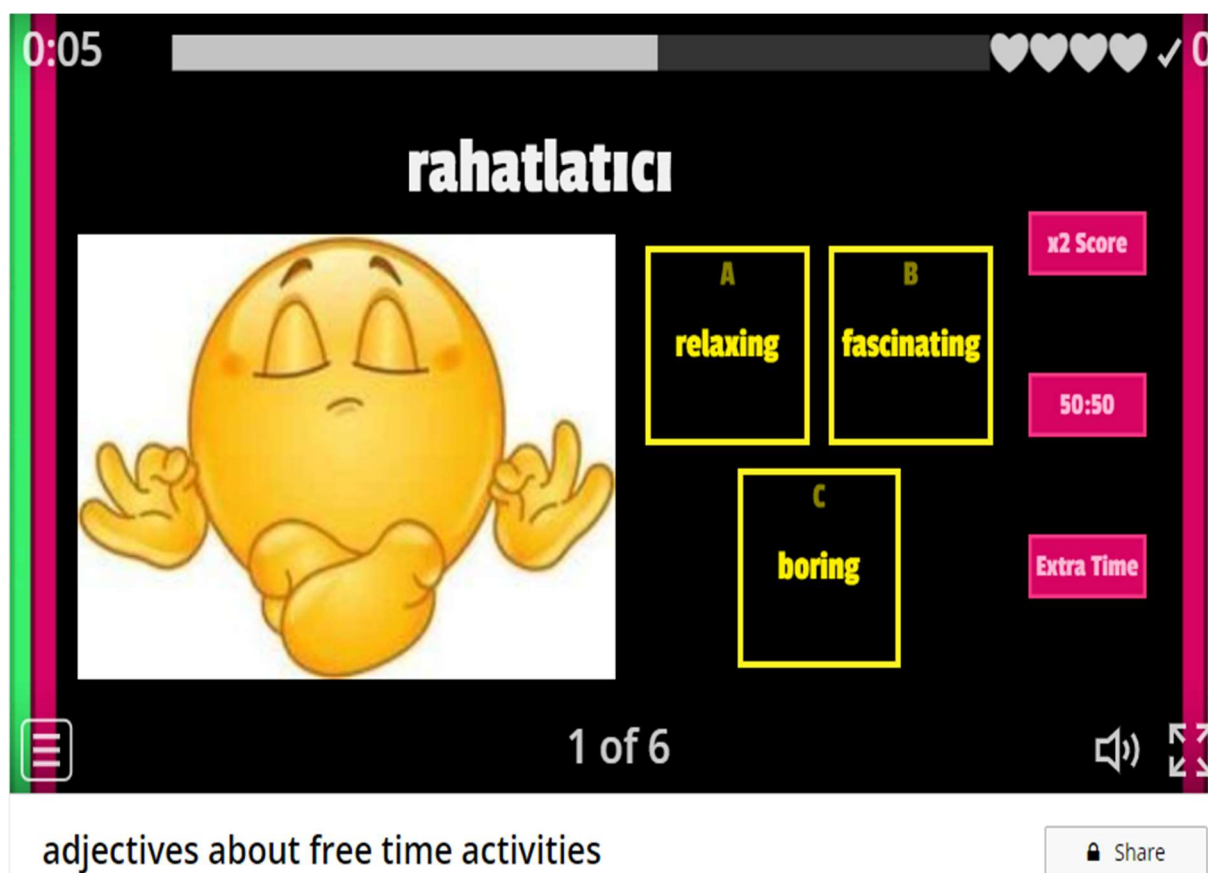 0:05
✓ 0
rahatlatıcı
A
relaxing
B
fascinating
C
boring
x2 Score
50:50
Extra Time
1 of 6
adjectives about free time activities
Share